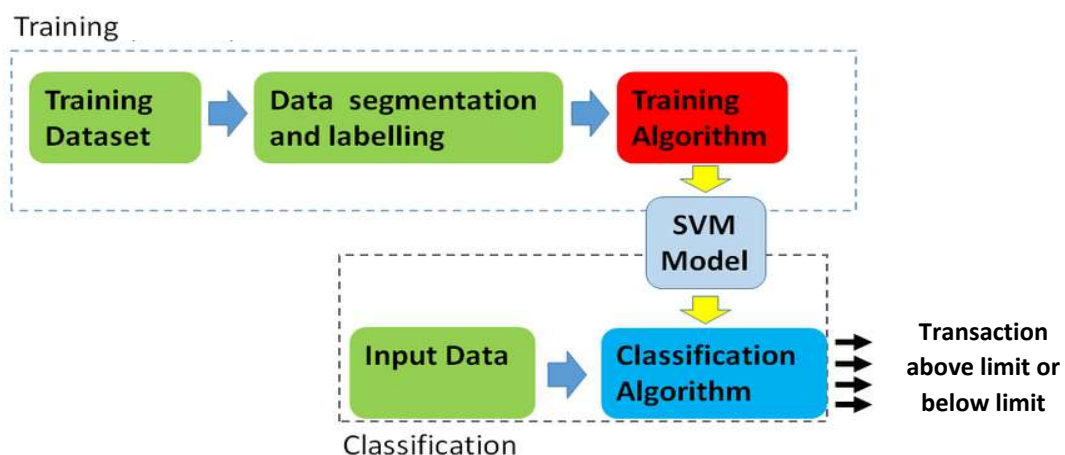 Training
Training
Dataset
Data segmentation
and labelling
Training
Algorithm
SVM
Model
Input Data
Classification
Algorithm
Transaction
above limit or
below limit
Classification